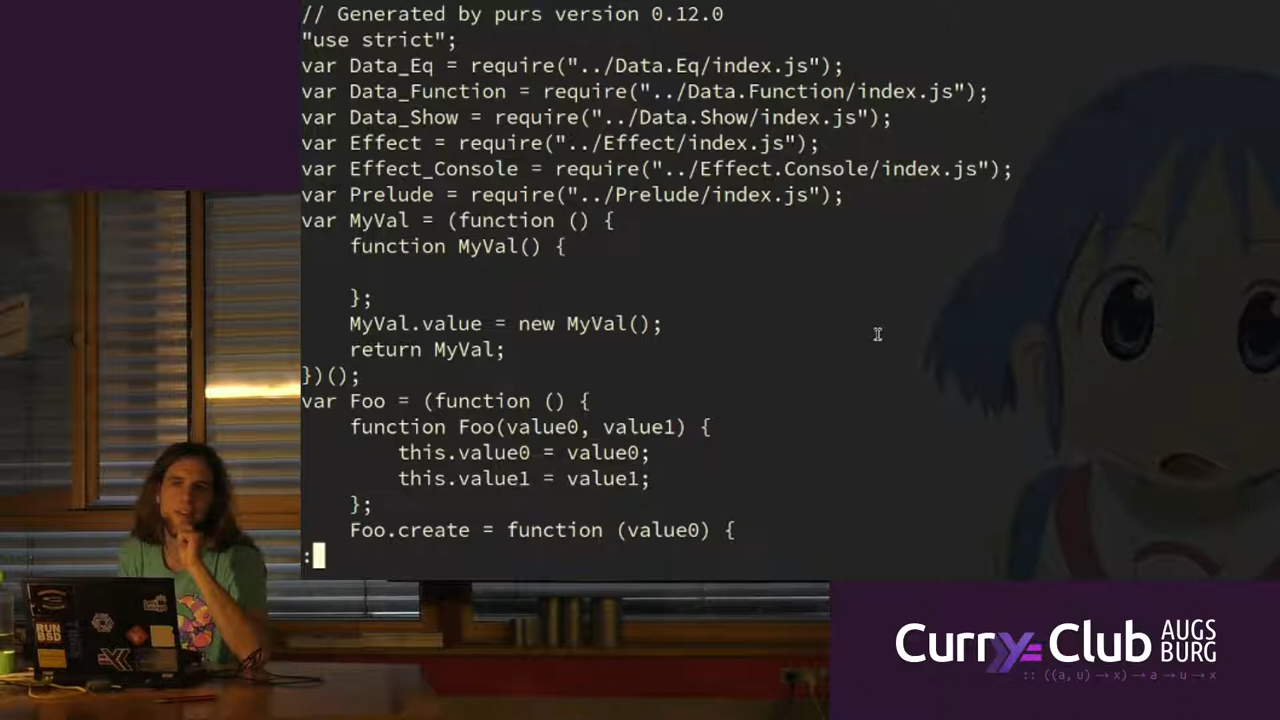 // Generated by purs version 0.12.0
"use strict";
var Data_Eq = require("../Data.Eq/index.js");
var Data_Function = require("../Data.Function/index.js");
var Data_Show = require("../Data.Show/index.js");
var Effect = require("../Effect/index.js");
var Effect_Console = require("../Effect.Console/index.js");
var Prelude = require("../Prelude/index.js");
var MyVal = (function () {
    function MyVal() {
    };
    MyVal.value = new MyVal();
    return MyVal;
})();
var Foo = (function () {
    function Foo(value0, value1) {
        this.value0 = value0;
        this.value1 = value1;
    };
    Foo.create = function (value0) {
:
RUN
BSD
Curry Club
AUGS
BURG
:: ((a, u) → x) → a → u → x